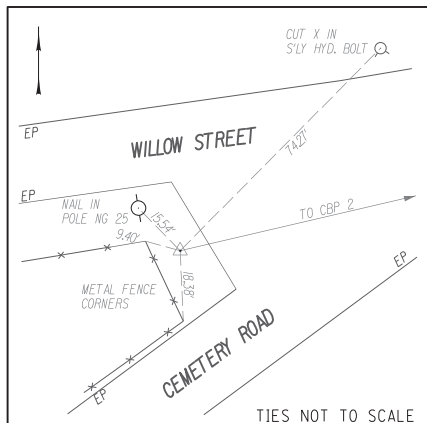 CUT X IN
S'LY HYD. BOLT
EP
WILLOW STREET
74.27'
EP
NAIL IN
POLE NG 25
15.54'
9.40'
TO CBP 2
18.38'
METAL FENCE
CORNERS
EP
CEMETERY ROAD
EP
TIES NOT TO SCALE